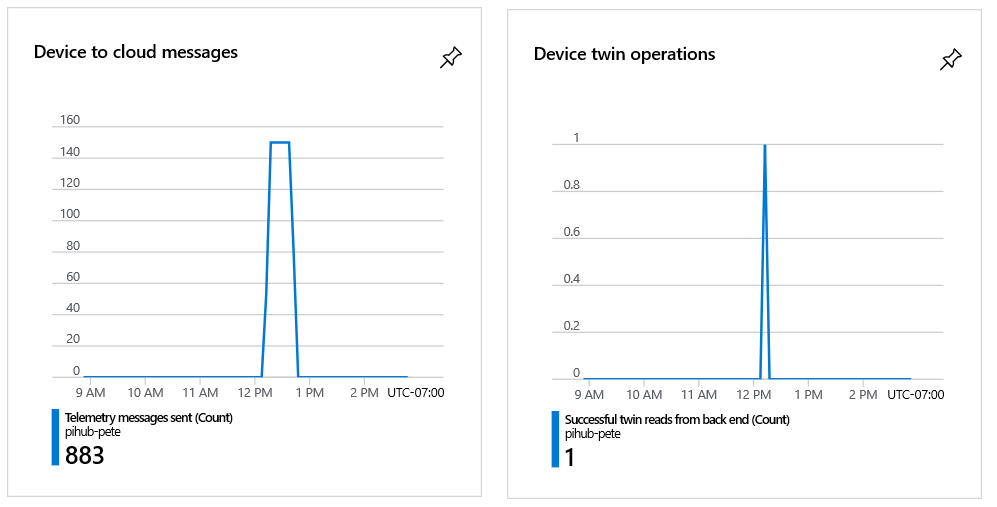 Device to cloud messages
160
140
120
100
80
60
40
20
0
9 AM 10 AM 11 AM 12 PM 1 PM 2 PM UTC-07:00
Telemetry messages sent (Count)
pihub-pete
883
Device twin operations
1
0.8
0.6
0.4
0.2
0
9 AM 10 AM 11 AM 12 PM 1 PM 2 PM UTC-07:00
Successful twin reads from back end (Count)
pihub-pete
1